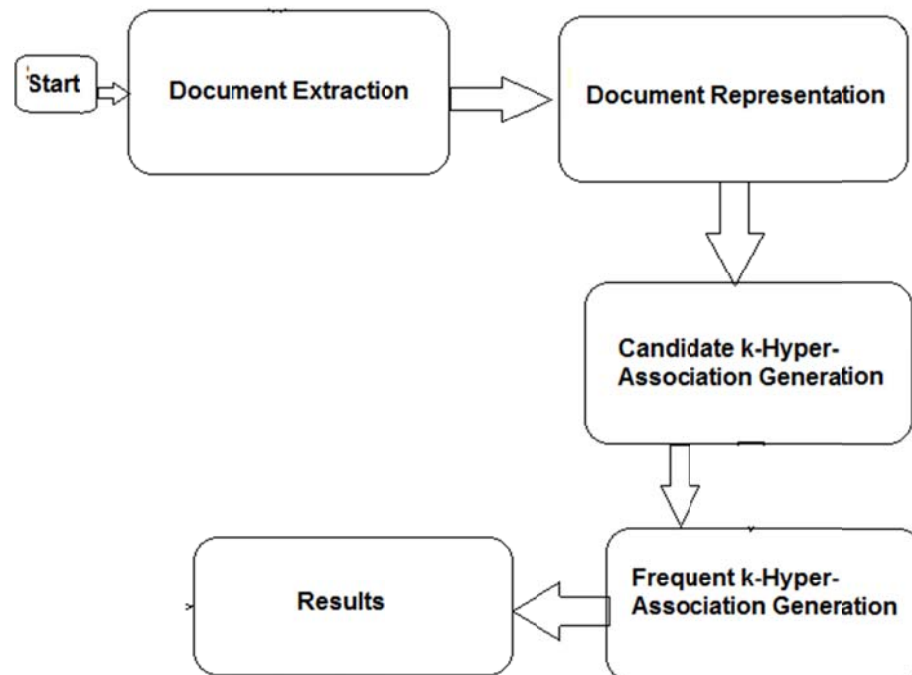 Start
Document Extraction
Document Representation
Candidate k-Hyper-
Association Generation
Frequent k-Hyper-
Association Generation
Results